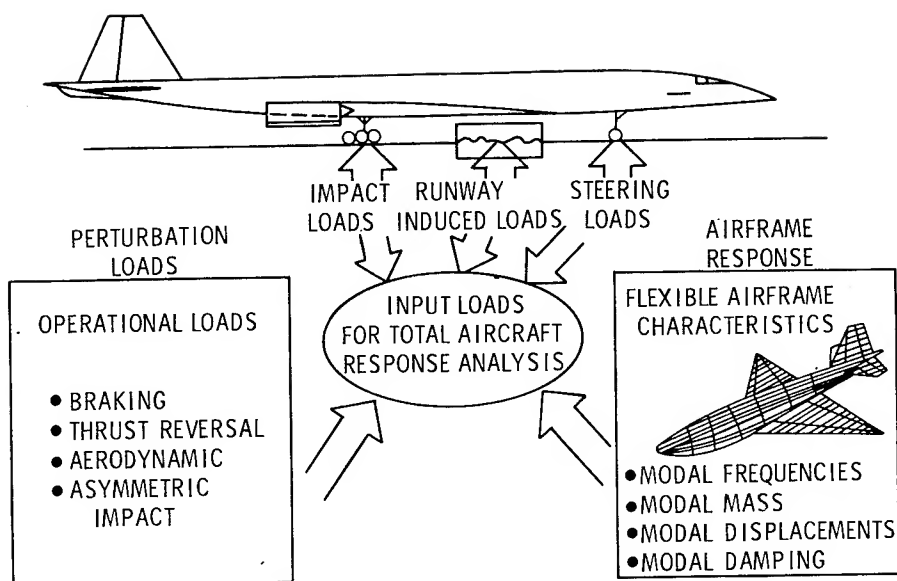 IMPACT
LOADS
RUNWAY
INDUCED LOADS
STEERING
LOADS
PERTURBATION
LOADS
OPERATIONAL LOADS
● BRAKING
● THRUST REVERSAL
● AERODYNAMIC
● ASYMMETRIC
IMPACT
INPUT LOADS
FOR TOTAL AIRCRAFT
RESPONSE ANALYSIS
AIRFRAME
RESPONSE
FLEXIBLE AIRFRAME
CHARACTERISTICS
●MODAL FREQUENCIES
●MODAL MASS
●MODAL DISPLACEMENTS
●MODAL DAMPING